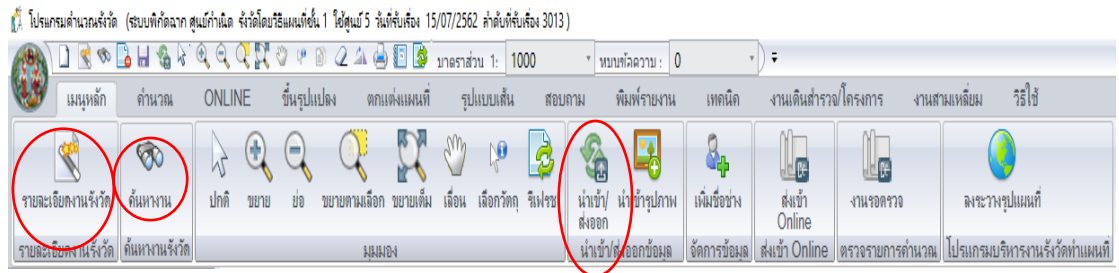 โปรแกรมคำนวณรังวัด (ระบบพิกัดฉาก ศูนย์กำเนิด รังวัดโดยวิธีแผนที่ชั้น 1 ใช้ศูนย์ 5 วันที่รับเรื่อง 15/07/2562 ลำดับที่รับเรื่อง 3013 )
มาตราส่วน 1: 1000 หมุนข้อความ : 0
เมนูหลัก คำนวณ ONLINE ขึ้นรูปแปลง ตกแต่งแผนที่ รูปแบบเส้น สอบถาม พิมพ์รายงาน เทคนิค งานเดินสำรวจ/โครงการ งานสามเหลี่ยม วิธีใช้
รายละเอียดงานรังวัด ค้นหางาน ปกติ ขยาย ย่อ ขยายตามเลือก ขยายเต็ม เลื่อน เลือกวัตถุ รีเฟรช นำเข้า/ นำเข้ารูปภาพ เพิ่มชื่อช่าง ส่งเข้า งานรอตรวจ ลงระวางรูปแผนที่
ส่งออก Online
รายละเอียดงานรังวัด ค้นหางานรังวัด มุมมอง นำเข้า/ส่งออกข้อมูล จัดการข้อมูล ส่งเข้า Online ตรวจรายการคำนวณ โปรแกรมบริหารงานรังวัดทำแผนที่